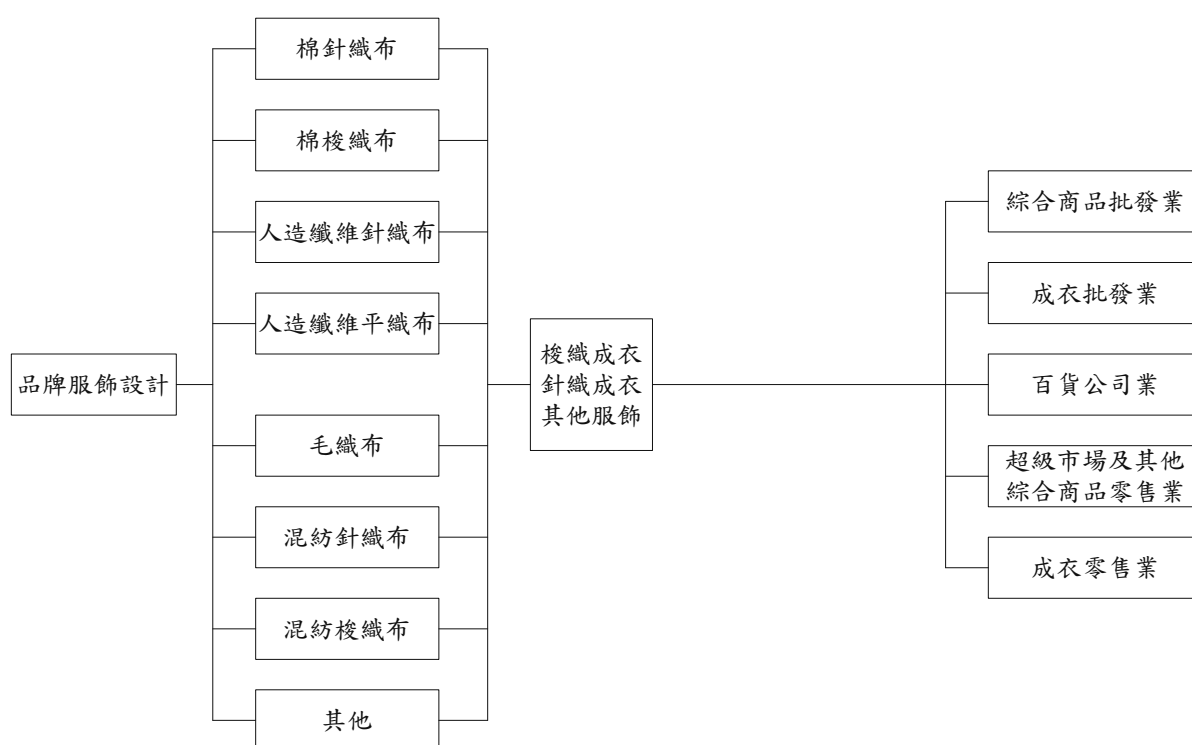 品牌服飾設計
棉針織布
棉梭織布
人造纖維針織布
人造纖維平織布
毛織布
混紡針織布
混紡梭織布
其他
梭織成衣
針織成衣
其他服飾
綜合商品批發業
成衣批發業
百貨公司業
超級市場及其他
綜合商品零售業
成衣零售業